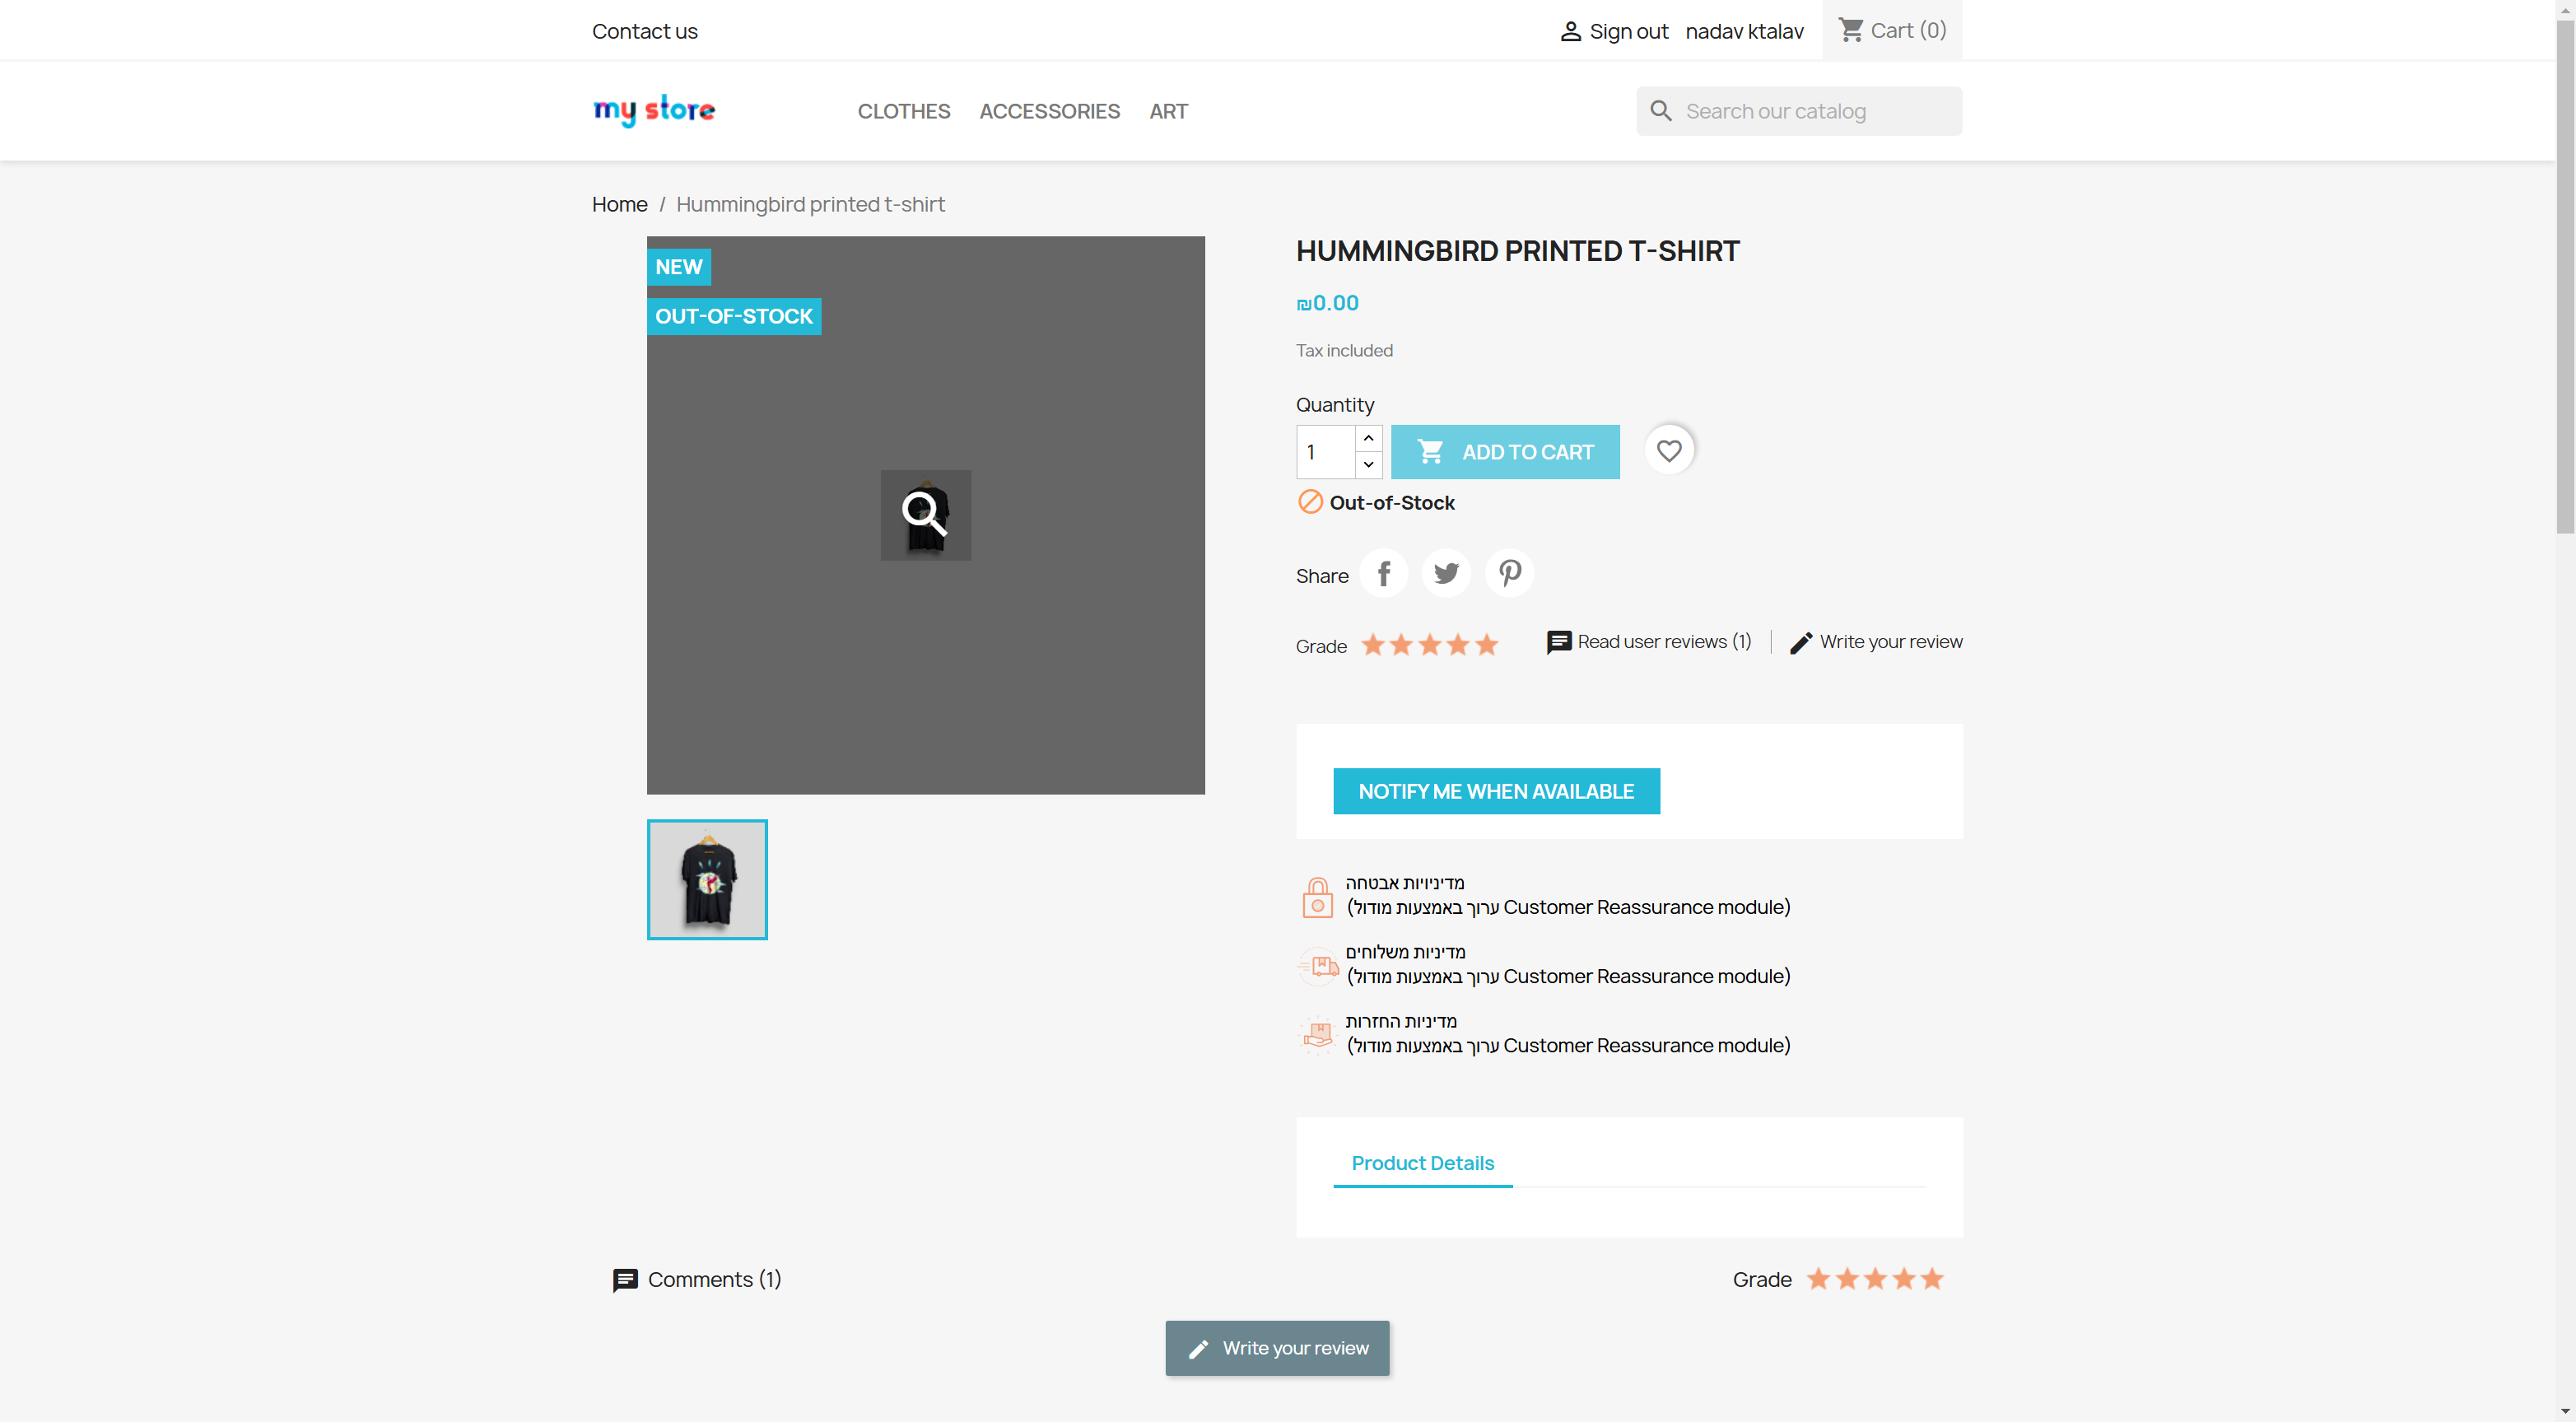 Contact us
Sign out nadav ktalav Cart (0)
my store CLOTHES ACCESSORIES ART Search our catalog
Home / Hummingbird printed t-shirt
NEW
OUT-OF-STOCK
HUMMINGBIRD PRINTED T-SHIRT
₪0.00
Tax included
Quantity
1 ADD TO CART
Out-of-Stock
Share
Grade Read user reviews (1) Write your review
NOTIFY ME WHEN AVAILABLE
מדיניויות אבטחה
(ערוך באמצעות מודול Customer Reassurance module)
מדיניות משלוחים
(ערוך באמצעות מודול Customer Reassurance module)
מדיניות החזרות
(ערוך באמצעות מודול Customer Reassurance module)
Product Details
Comments (1) Grade
Write your review